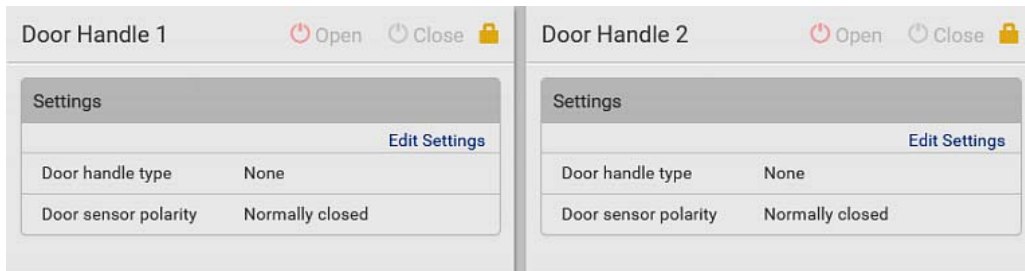 Door Handle 1 Open Close
Settings
Edit Settings
Door handle type None
Door sensor polarity Normally closed
Door Handle 2 Open Close
Settings
Edit Settings
Door handle type None
Door sensor polarity Normally closed